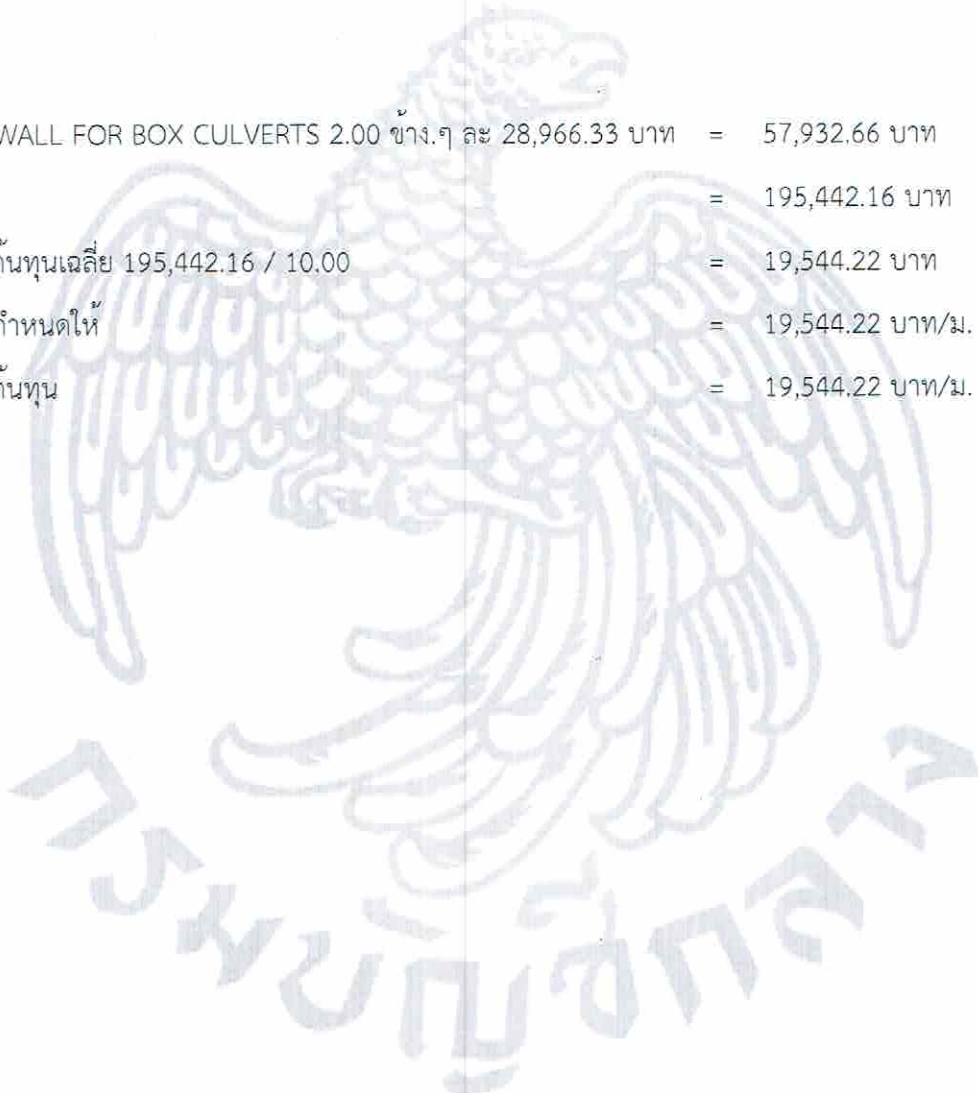 WALL FOR BOX CULVERTS 2.00 ข้าง.ๆ ละ 28,966.33 บาท = 57,932.66 บาท
= 195,442.16 บาท
ต้นทุนเฉลี่ย 195,442.16 / 10.00 = 19,544.22 บาท
กำหนดให้ = 19,544.22 บาท/ม.
ต้นทุน = 19,544.22 บาท/ม.
กรมบัญชีกลาง